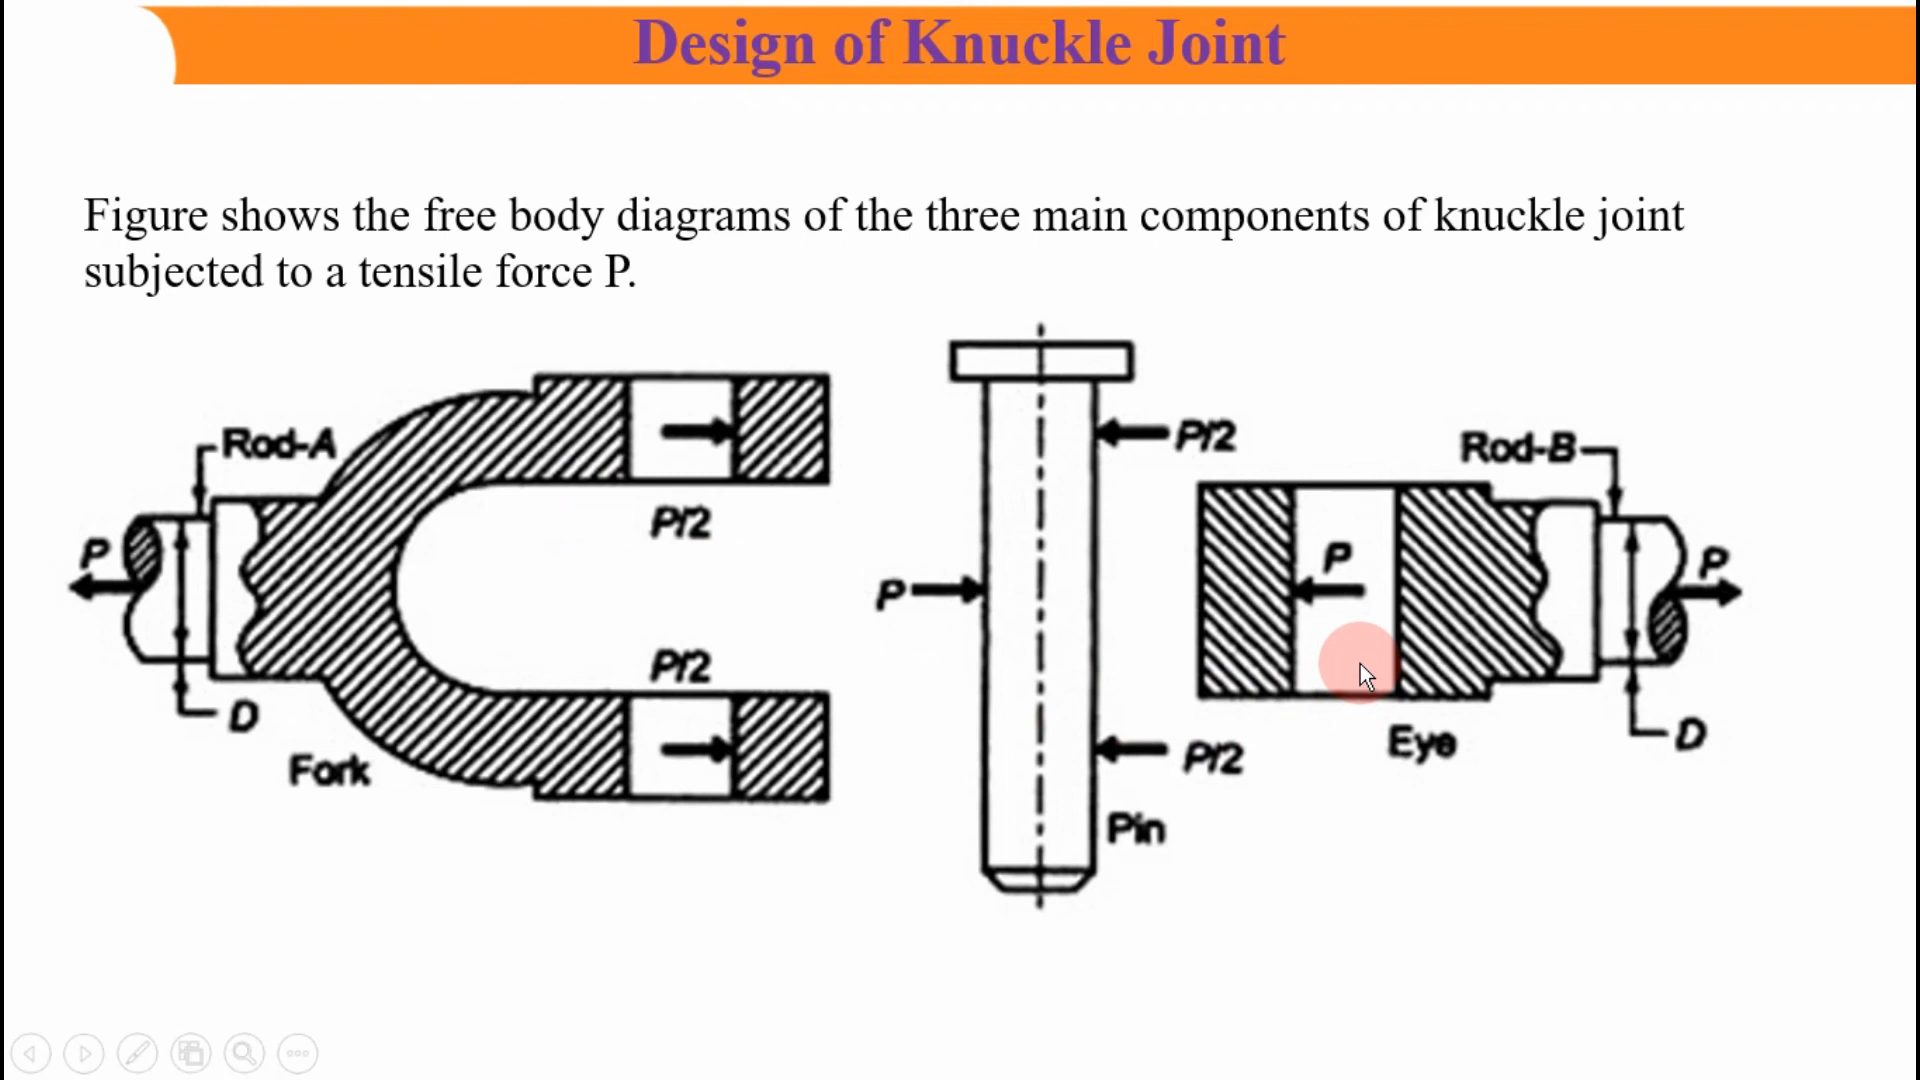 Design of Knuckle Joint
Figure shows the free body diagrams of the three main components of knuckle joint
subjected to a tensile force P.
Rod-A
P
D
Fork
P/2
P/2
P
P/2
P/2
Pin
P
Eye
Rod-B
P
D